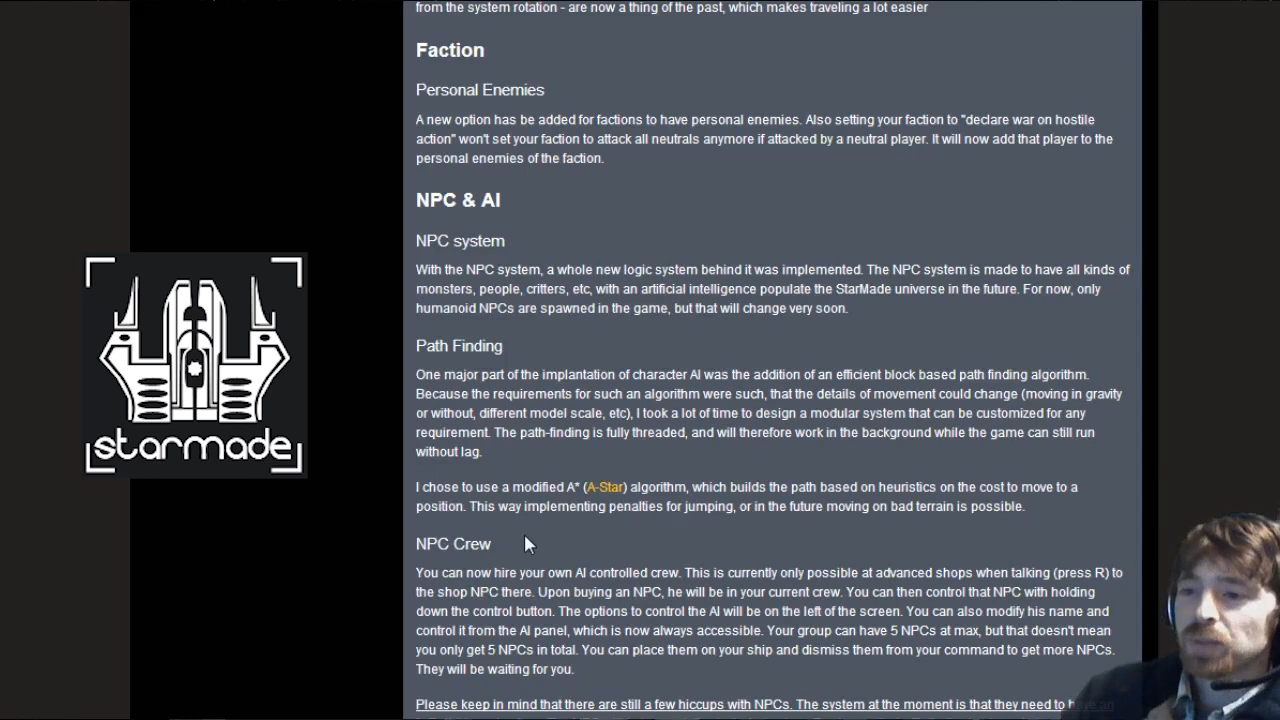 from the system rotation - are now a thing of the past, which makes traveling a lot easier
Faction
Personal Enemies
A new option has be added for factions to have personal enemies. Also setting your faction to "declare war on hostile
action" won't set your faction to attack all neutrals anymore if attacked by a neutral player. It will now add that player to the
personal enemies of the faction.
NPC & AI
NPC system
With the NPC system, a whole new logic system behind it was implemented. The NPC system is made to have all kinds of
monsters, people, critters, etc, with an artificial intelligence populate the StarMade universe in the future. For now, only
humanoid NPCs are spawned in the game, but that will change very soon.
Path Finding
One major part of the implantation of character AI was the addition of an efficient block based path finding algorithm.
Because the requirements for such an algorithm were such, that the details of movement could change (moving in gravity
or without, different model scale, etc), I took a lot of time to design a modular system that can be customized for any
requirement. The path-finding is fully threaded, and will therefore work in the background while the game can still run
without lag.
I chose to use a modified A* (A-Star) algorithm, which builds the path based on heuristics on the cost to move to a
position. This way implementing penalties for jumping, or in the future moving on bad terrain is possible.
NPC Crew
You can now hire your own AI controlled crew. This is currently only possible at advanced shops when talking (press R) to
the shop NPC there. Upon buying an NPC, he will be in your current crew. You can then control that NPC with holding
down the control button. The options to control the AI will be on the left of the screen. You can also modify his name and
control it from the AI panel, which is now always accessible. Your group can have 5 NPCs at max, but that doesn't mean
you only get 5 NPCs in total. You can place them on your ship and dismiss them from your command to get more NPCs.
They will be waiting for you.
Please keep in mind that there are still a few hiccups with NPCs. The system at the moment is that they need to have an
starmade